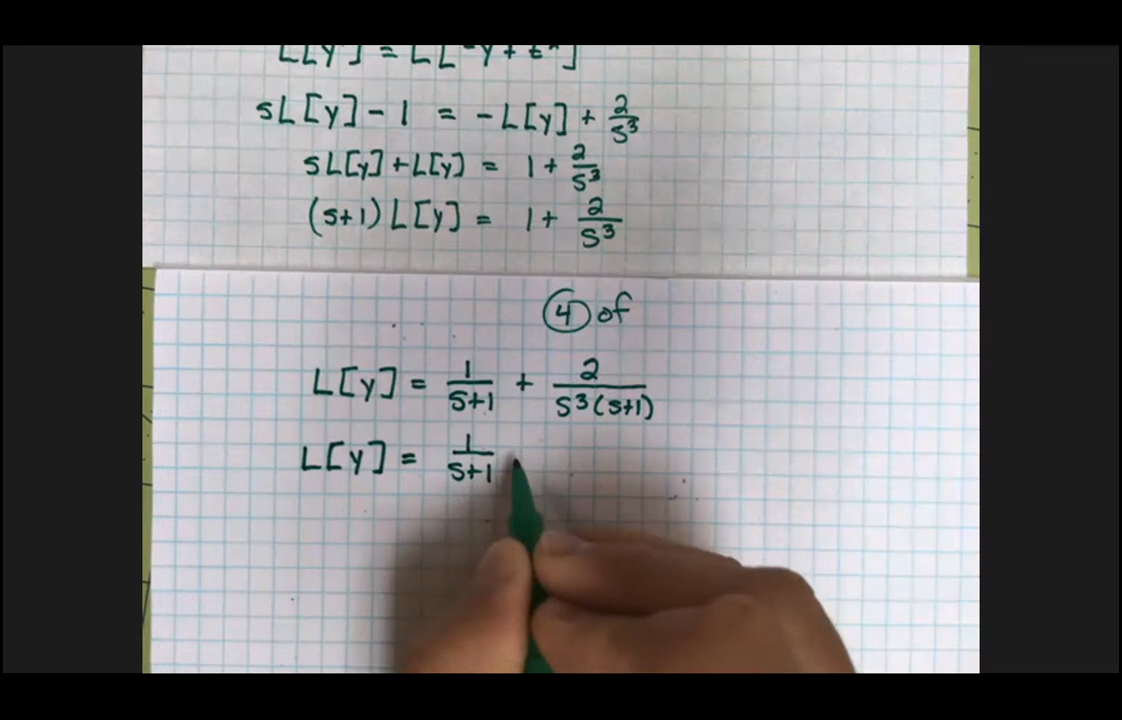 L[y'] = L[-y + t²]
sL[y] - 1 = -L[y] + 2/s³
sL[y] + L[y] = 1 + 2/s³
(s+1) L[y] = 1 + 2/s³
④ of
L[y] = 1/(s+1) + 2/(s³(s+1))
L[y] = 1/(s+1)